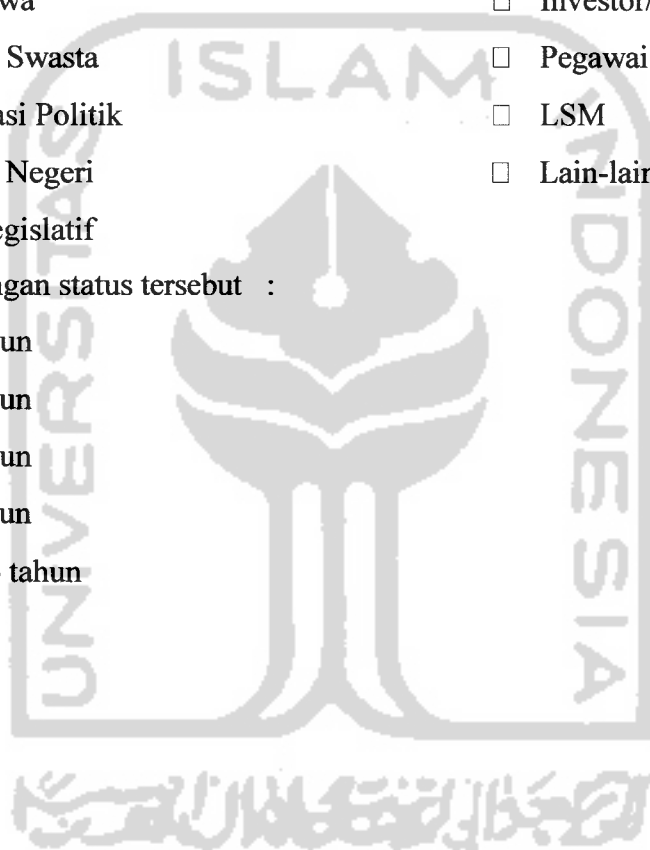 wa □ Investor/
Swasta □ Pegawai
asi Politik □ LSM
Negeri □ Lain-lain
egislatif
ngan status tersebut :
un
un
un
un
tahun
ISLAM
UNIVERSITAS
INDONESIA